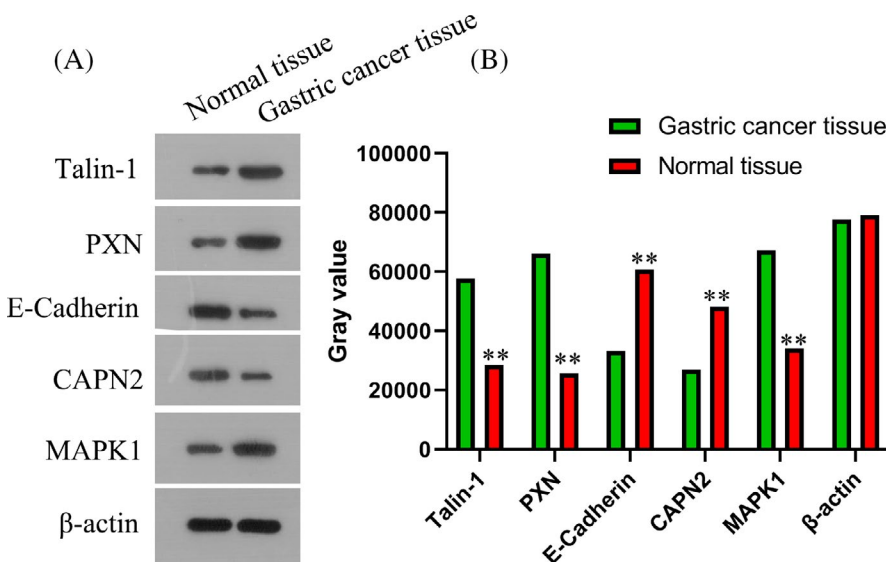 (A)
Normal tissue
Gastric cancer tissue
Talin-1
PXN
E-Cadherin
CAPN2
MAPK1
β-actin
(B)
Gastric cancer tissue
Normal tissue
Gray value
100000
80000
60000
40000
20000
0
**
**
**
**
**
Talin-1
PXN
E-Cadherin
CAPN2
MAPK1
β-actin